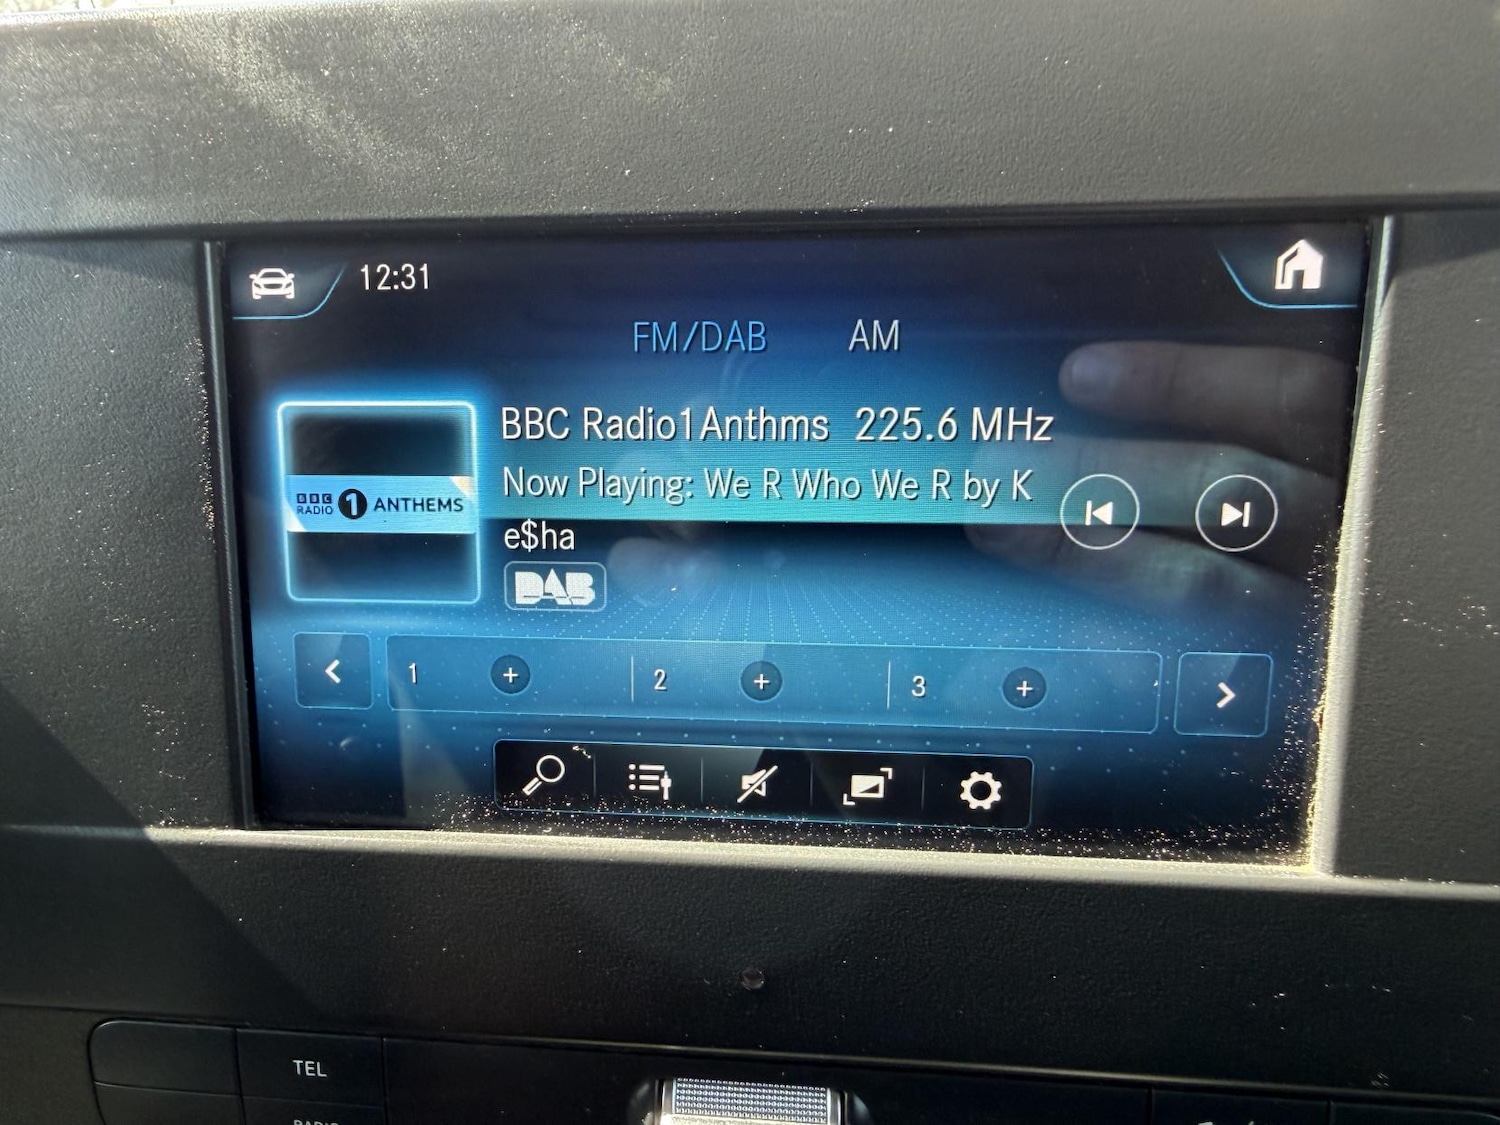 12:31
FM/DAB AM
BBC Radio1Anthms 225.6 MHz
Now Playing: We R Who We R by K
e$ha
BBC
RADIO 1 ANTHEMS
DAB
1 + 2 + 3 +
TEL
RADIO